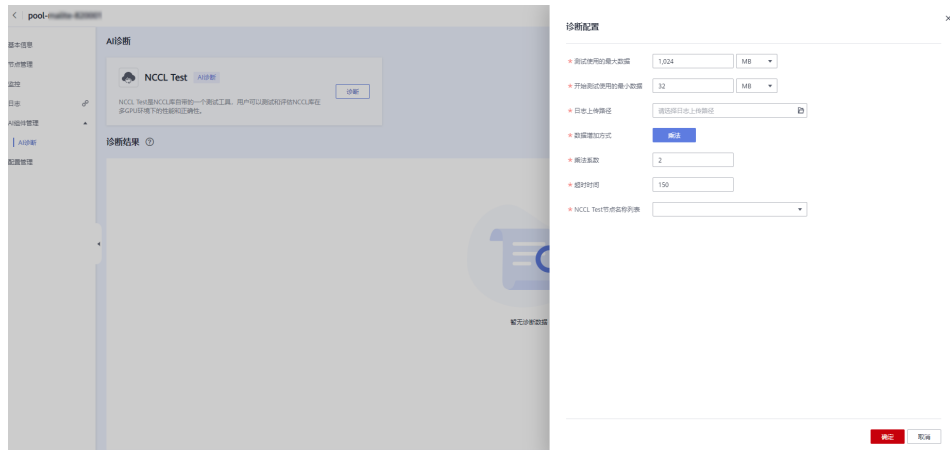 pool-
基本信息
节点管理
监控
日志
AI组件管理
AI诊断
配置管理
AI诊断
NCCL Test AI诊断
NCCL Test是NCCL库自带的一个测试工具，用户可以测试和评估NCCL库在
多GPU环境下的性能和正确性。
诊断
诊断结果
暂无诊断数据
诊断配置
* 测试使用的最大数据 1,024 MB
* 开始测试使用的最小数据 32 MB
* 日志上传路径 请选择日志上传路径
* 数据增加方式 乘法
* 乘法系数 2
* 超时时间 150
* NCCL Test节点名称列表
确定 取消